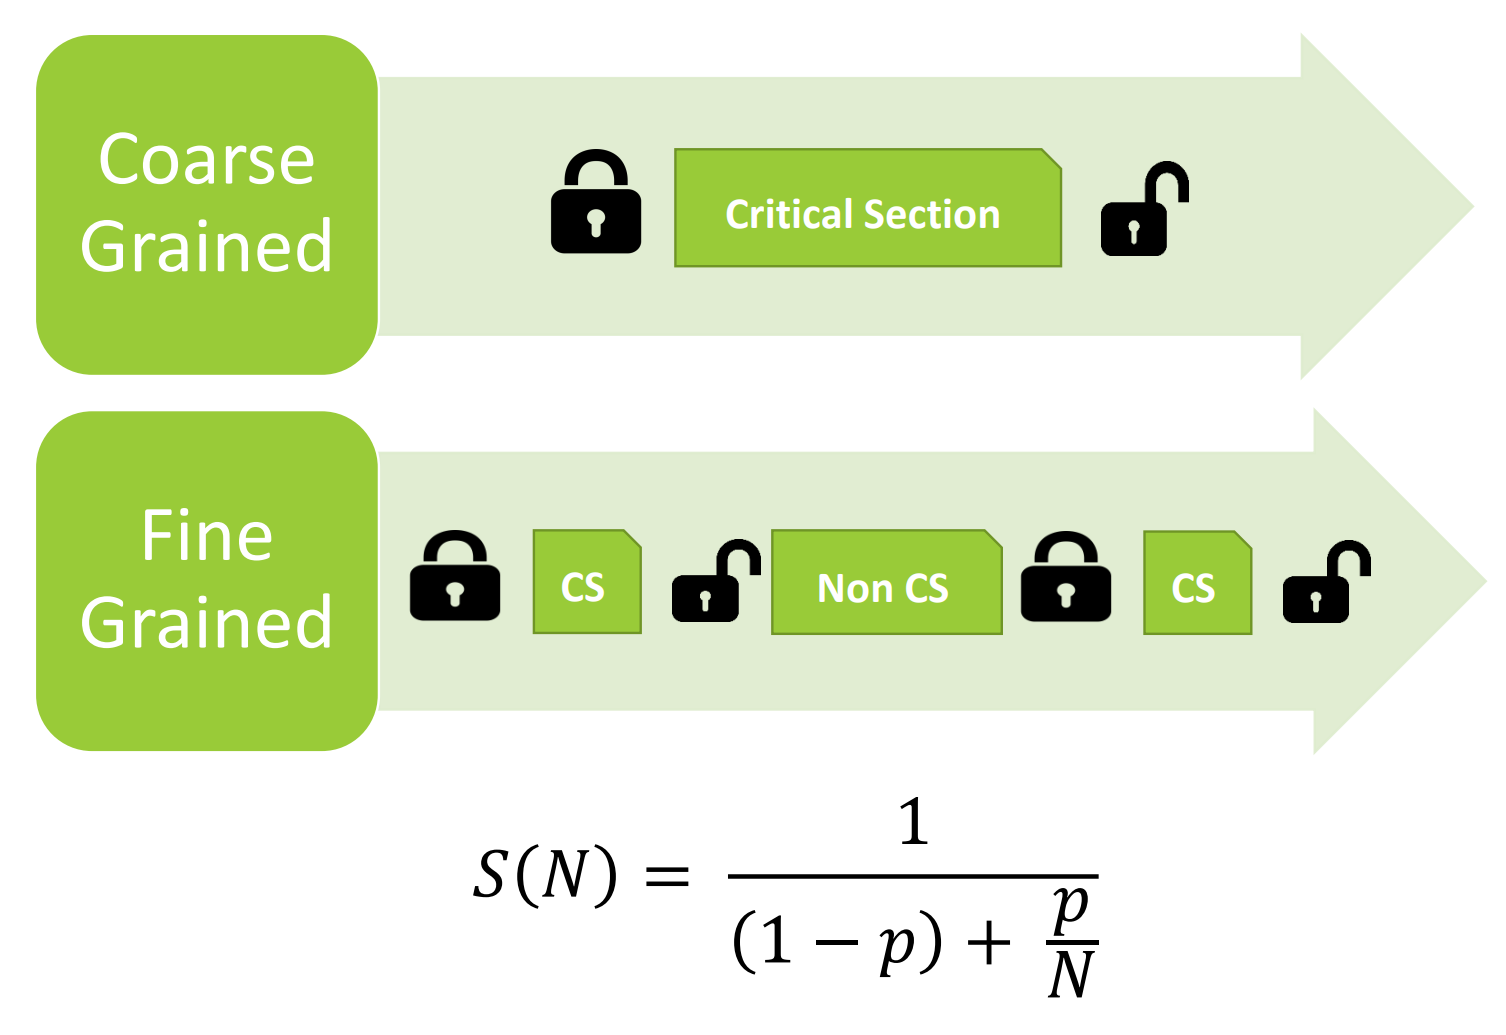 Coarse
Grained
Critical Section
Fine
Grained
CS
Non CS
CS
S(N) = 1 / ((1 − p) + p/N)